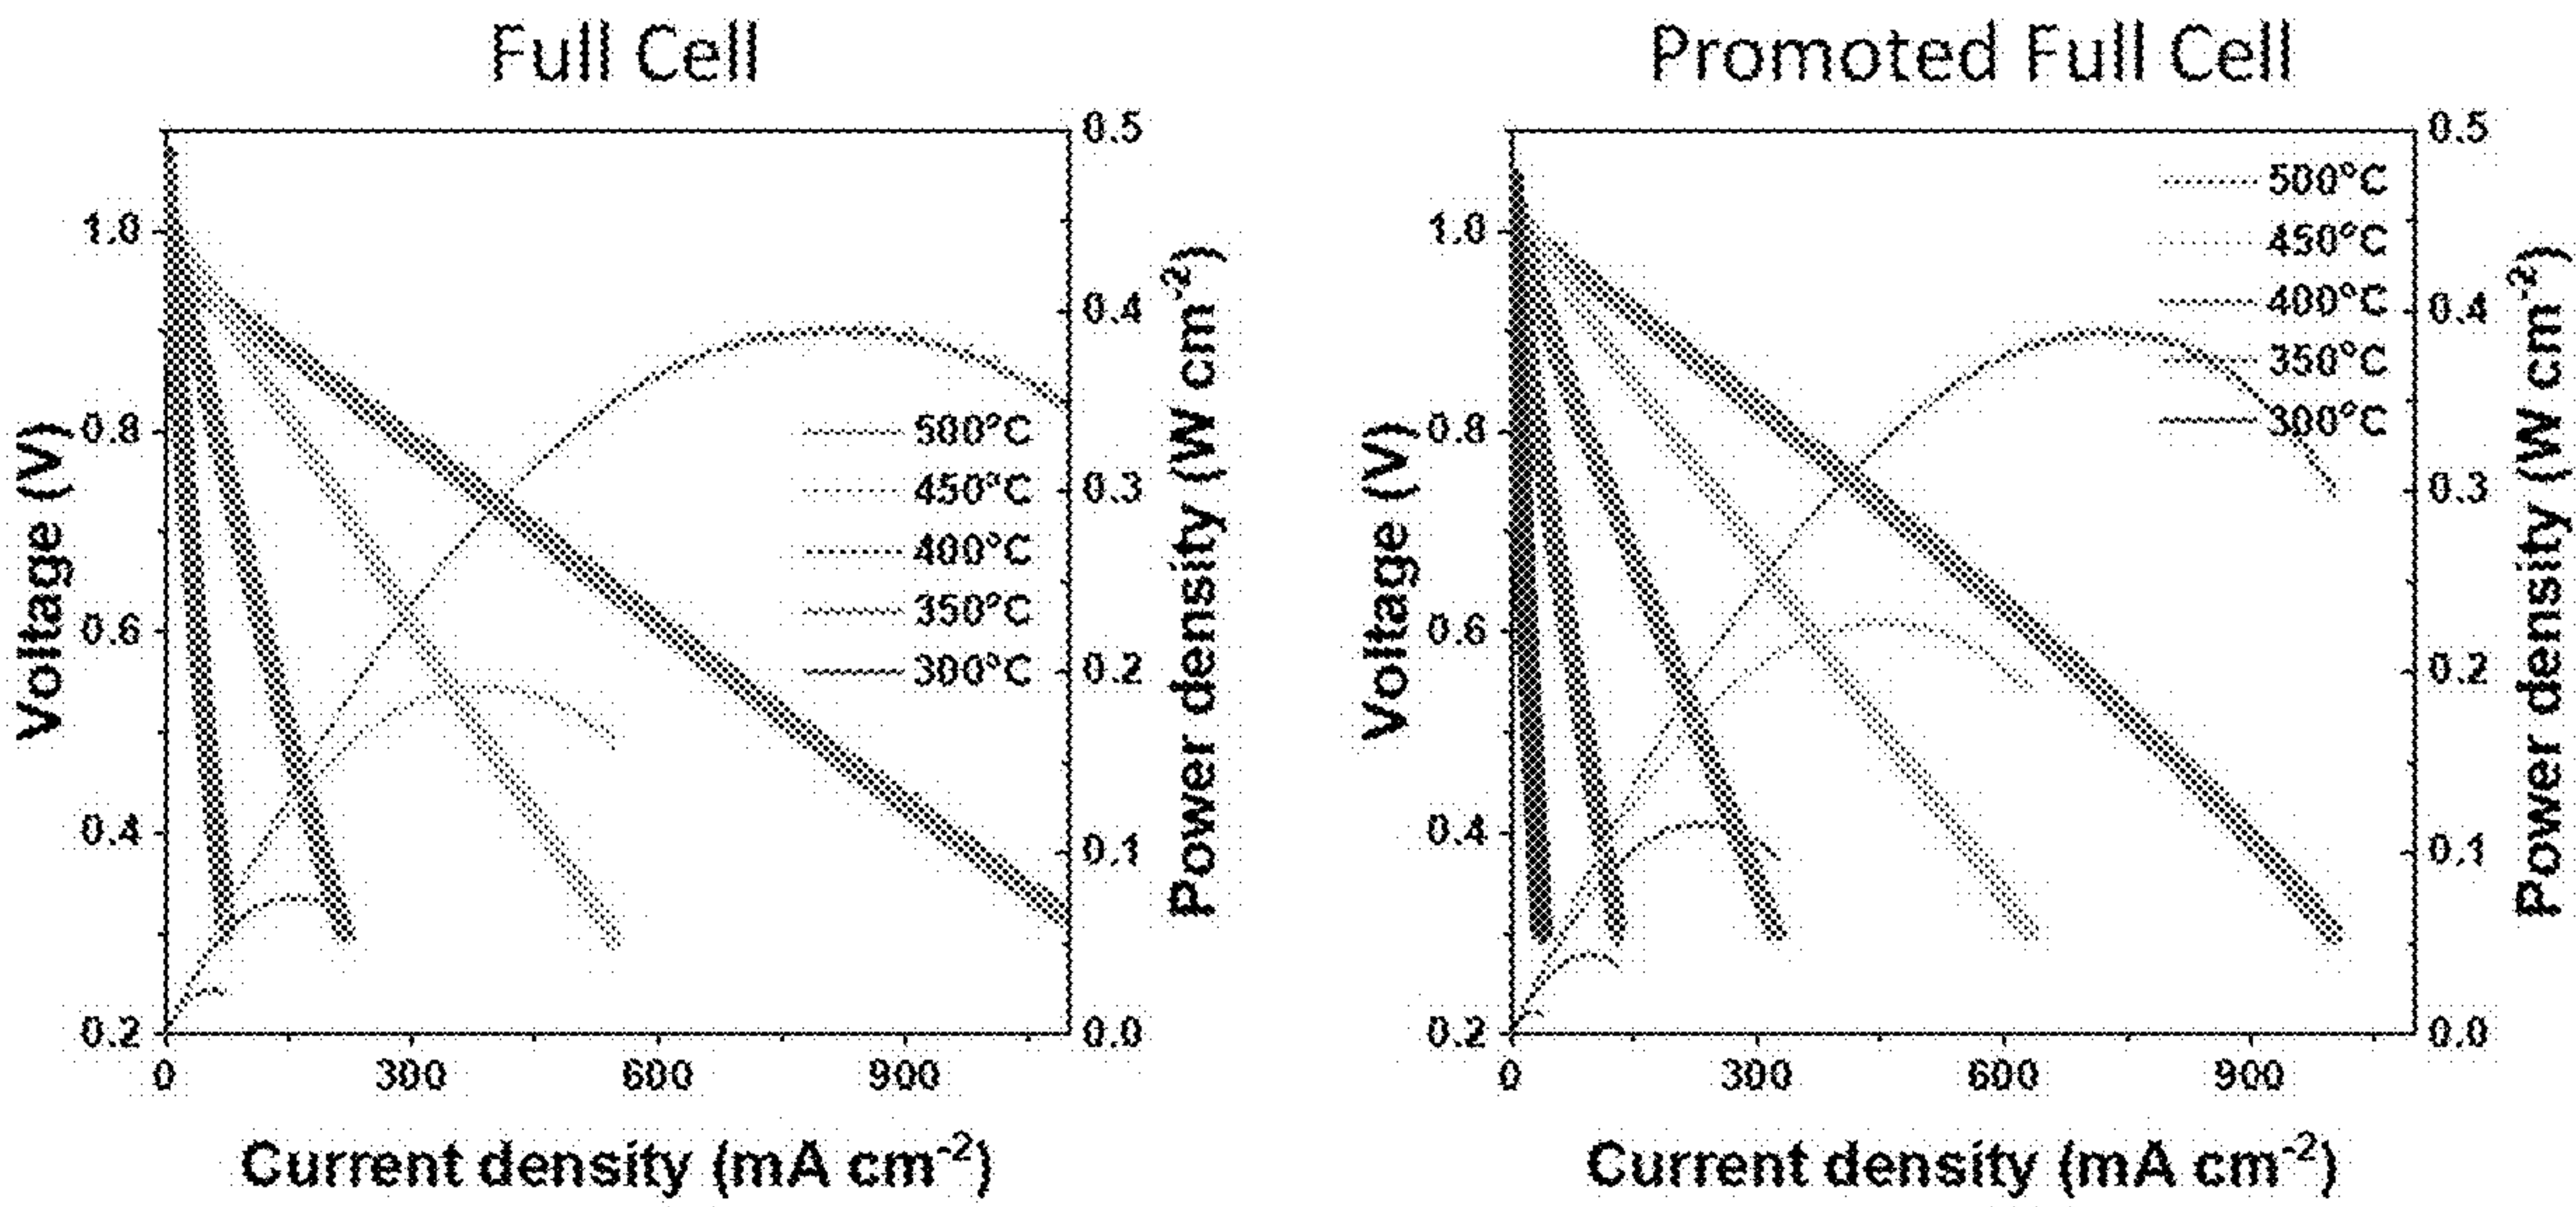 Full Cell
0.5
0.4
0.3
0.2
0.1
0.0
1.0
0.8
0.6
0.4
0.2
0
300
600
900
500°C
450°C
400°C
350°C
300°C
Voltage (V)
Power density (W cm-2)
Current density (mA cm-2)
Promoted Full Cell
0.5
0.4
0.3
0.2
0.1
0.0
1.0
0.8
0.6
0.4
0.2
0
300
600
900
500°C
450°C
400°C
350°C
300°C
Voltage (V)
Power density (W cm-2)
Current density (mA cm-2)